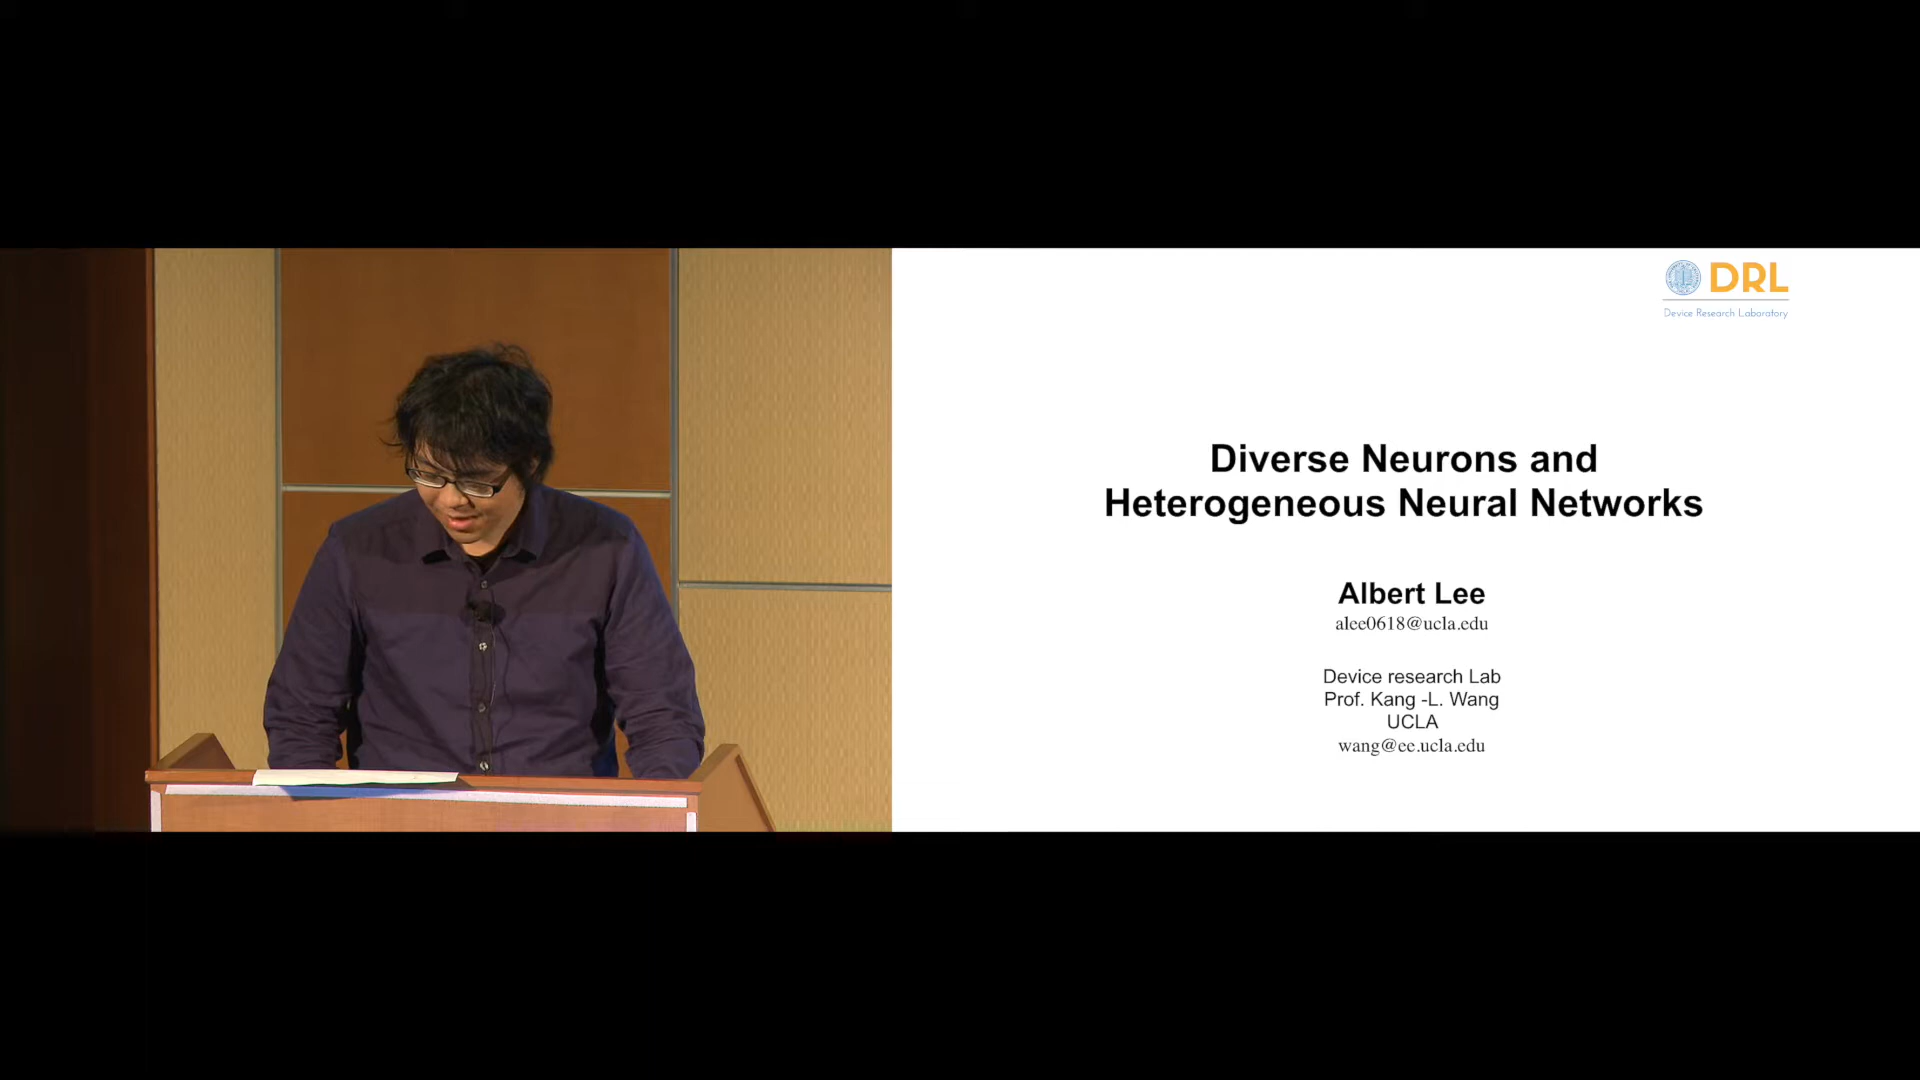 DRL
Device Research Laboratory
Diverse Neurons and
Heterogeneous Neural Networks
Albert Lee
alee0618@ucla.edu
Device research Lab
Prof. Kang -L. Wang
UCLA
wang@ee.ucla.edu